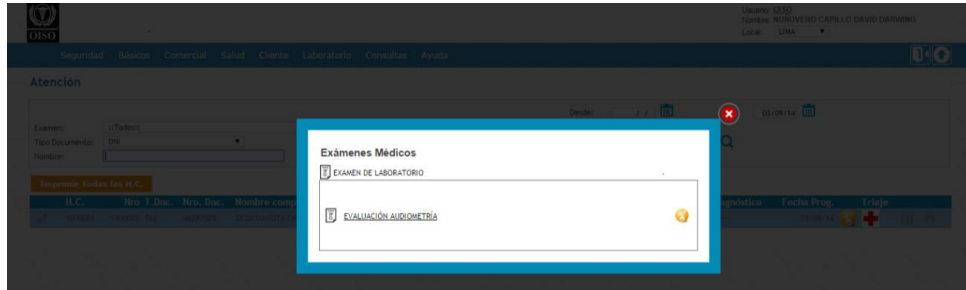 OISO
Usuario: OISO
Nombre: NUÑUVERO CAPILLO DAVID DARWING
Local: LIMA
Seguridad Básicos Comercial Salud Cliente Laboratorio Consultas Ayuda
Atención
Desde: / / 03/09/14
Examen: ::Todos::
Tipo Documento: DNI
Nombre:
Imprimir Todas las H.C.
H.C. Nro T.Doc. Nro. Doc. Nombre comp Fecha Prog. Triaje
Exámenes Médicos
EXAMEN DE LABORATORIO
EVALUACIÓN AUDIOMETRÍA